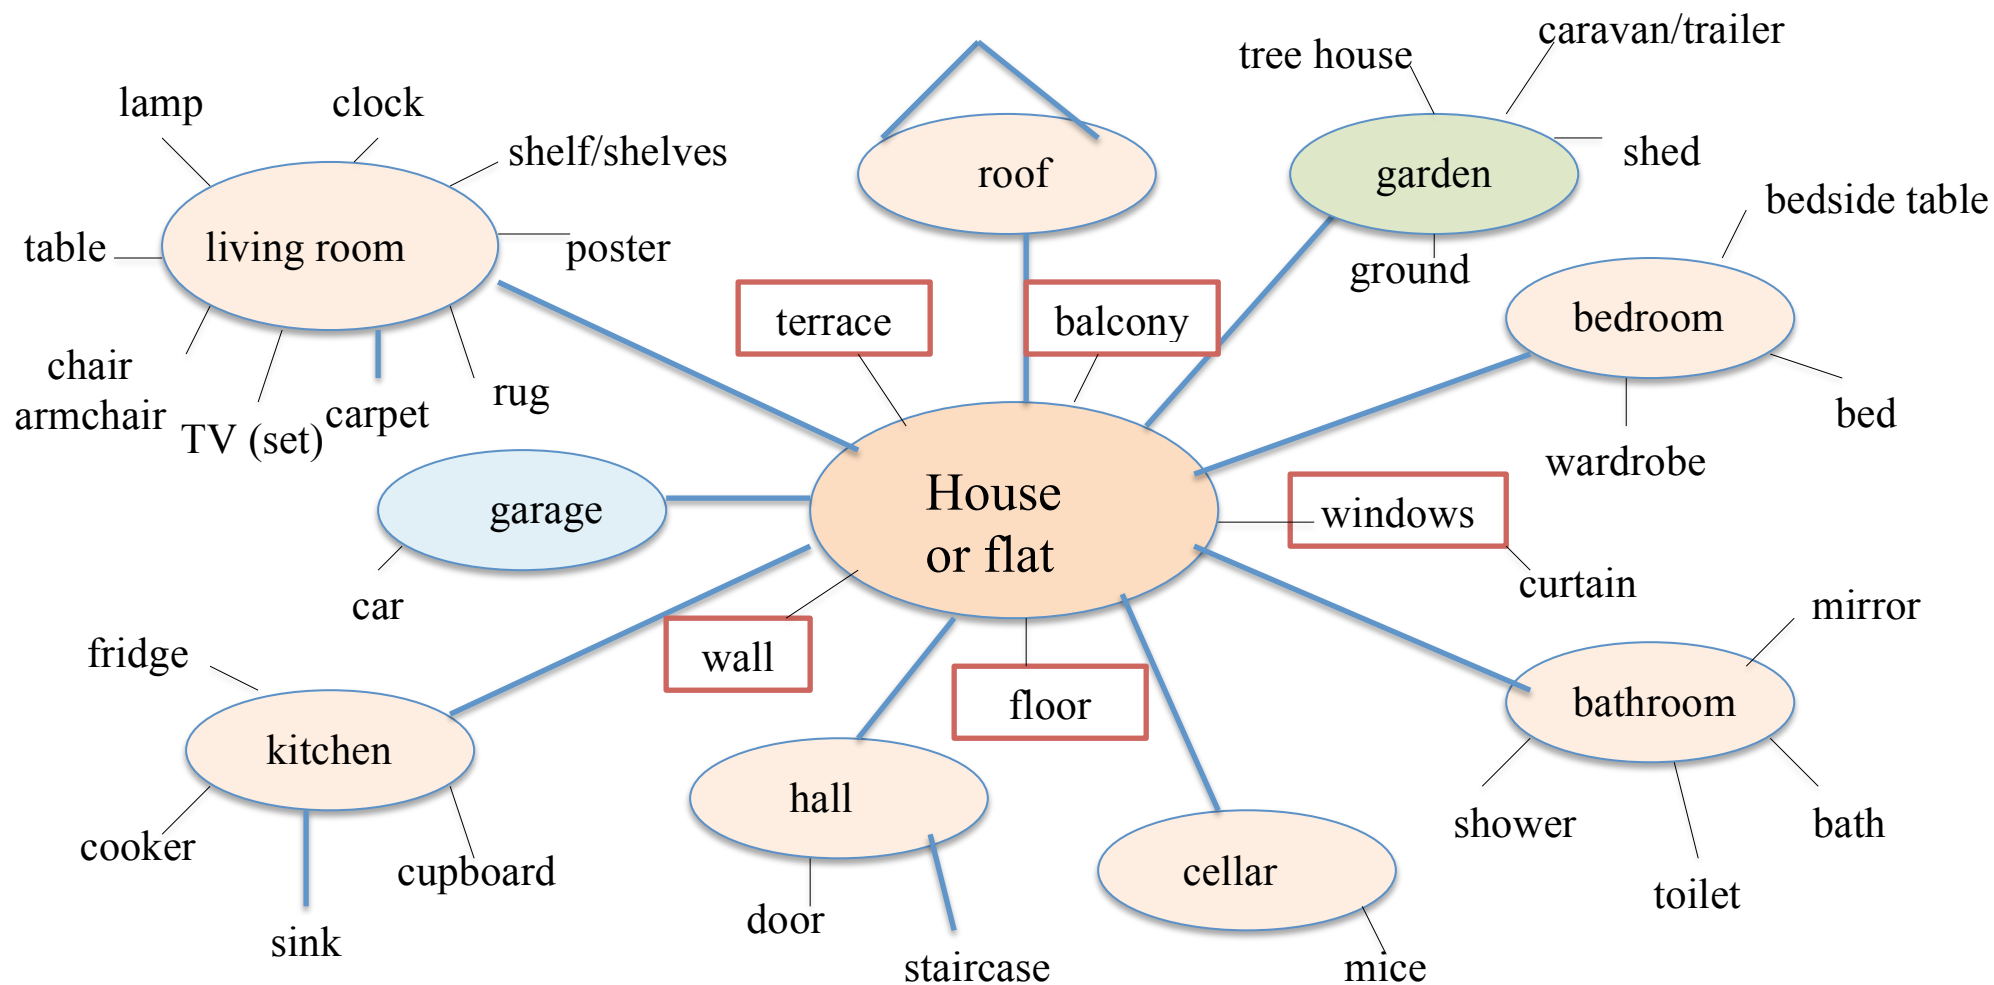 caravan/trailer
tree house
lamp
clock
shelf/shelves
shed
roof
garden
bedside table
table
living room
poster
ground
terrace
balcony
bedroom
chair
armchair
TV (set)
carpet
rug
bed
wardrobe
garage
House
or flat
windows
curtain
car
mirror
fridge
wall
floor
bathroom
kitchen
hall
cooker
cupboard
cellar
shower
bath
toilet
door
sink
staircase
mice